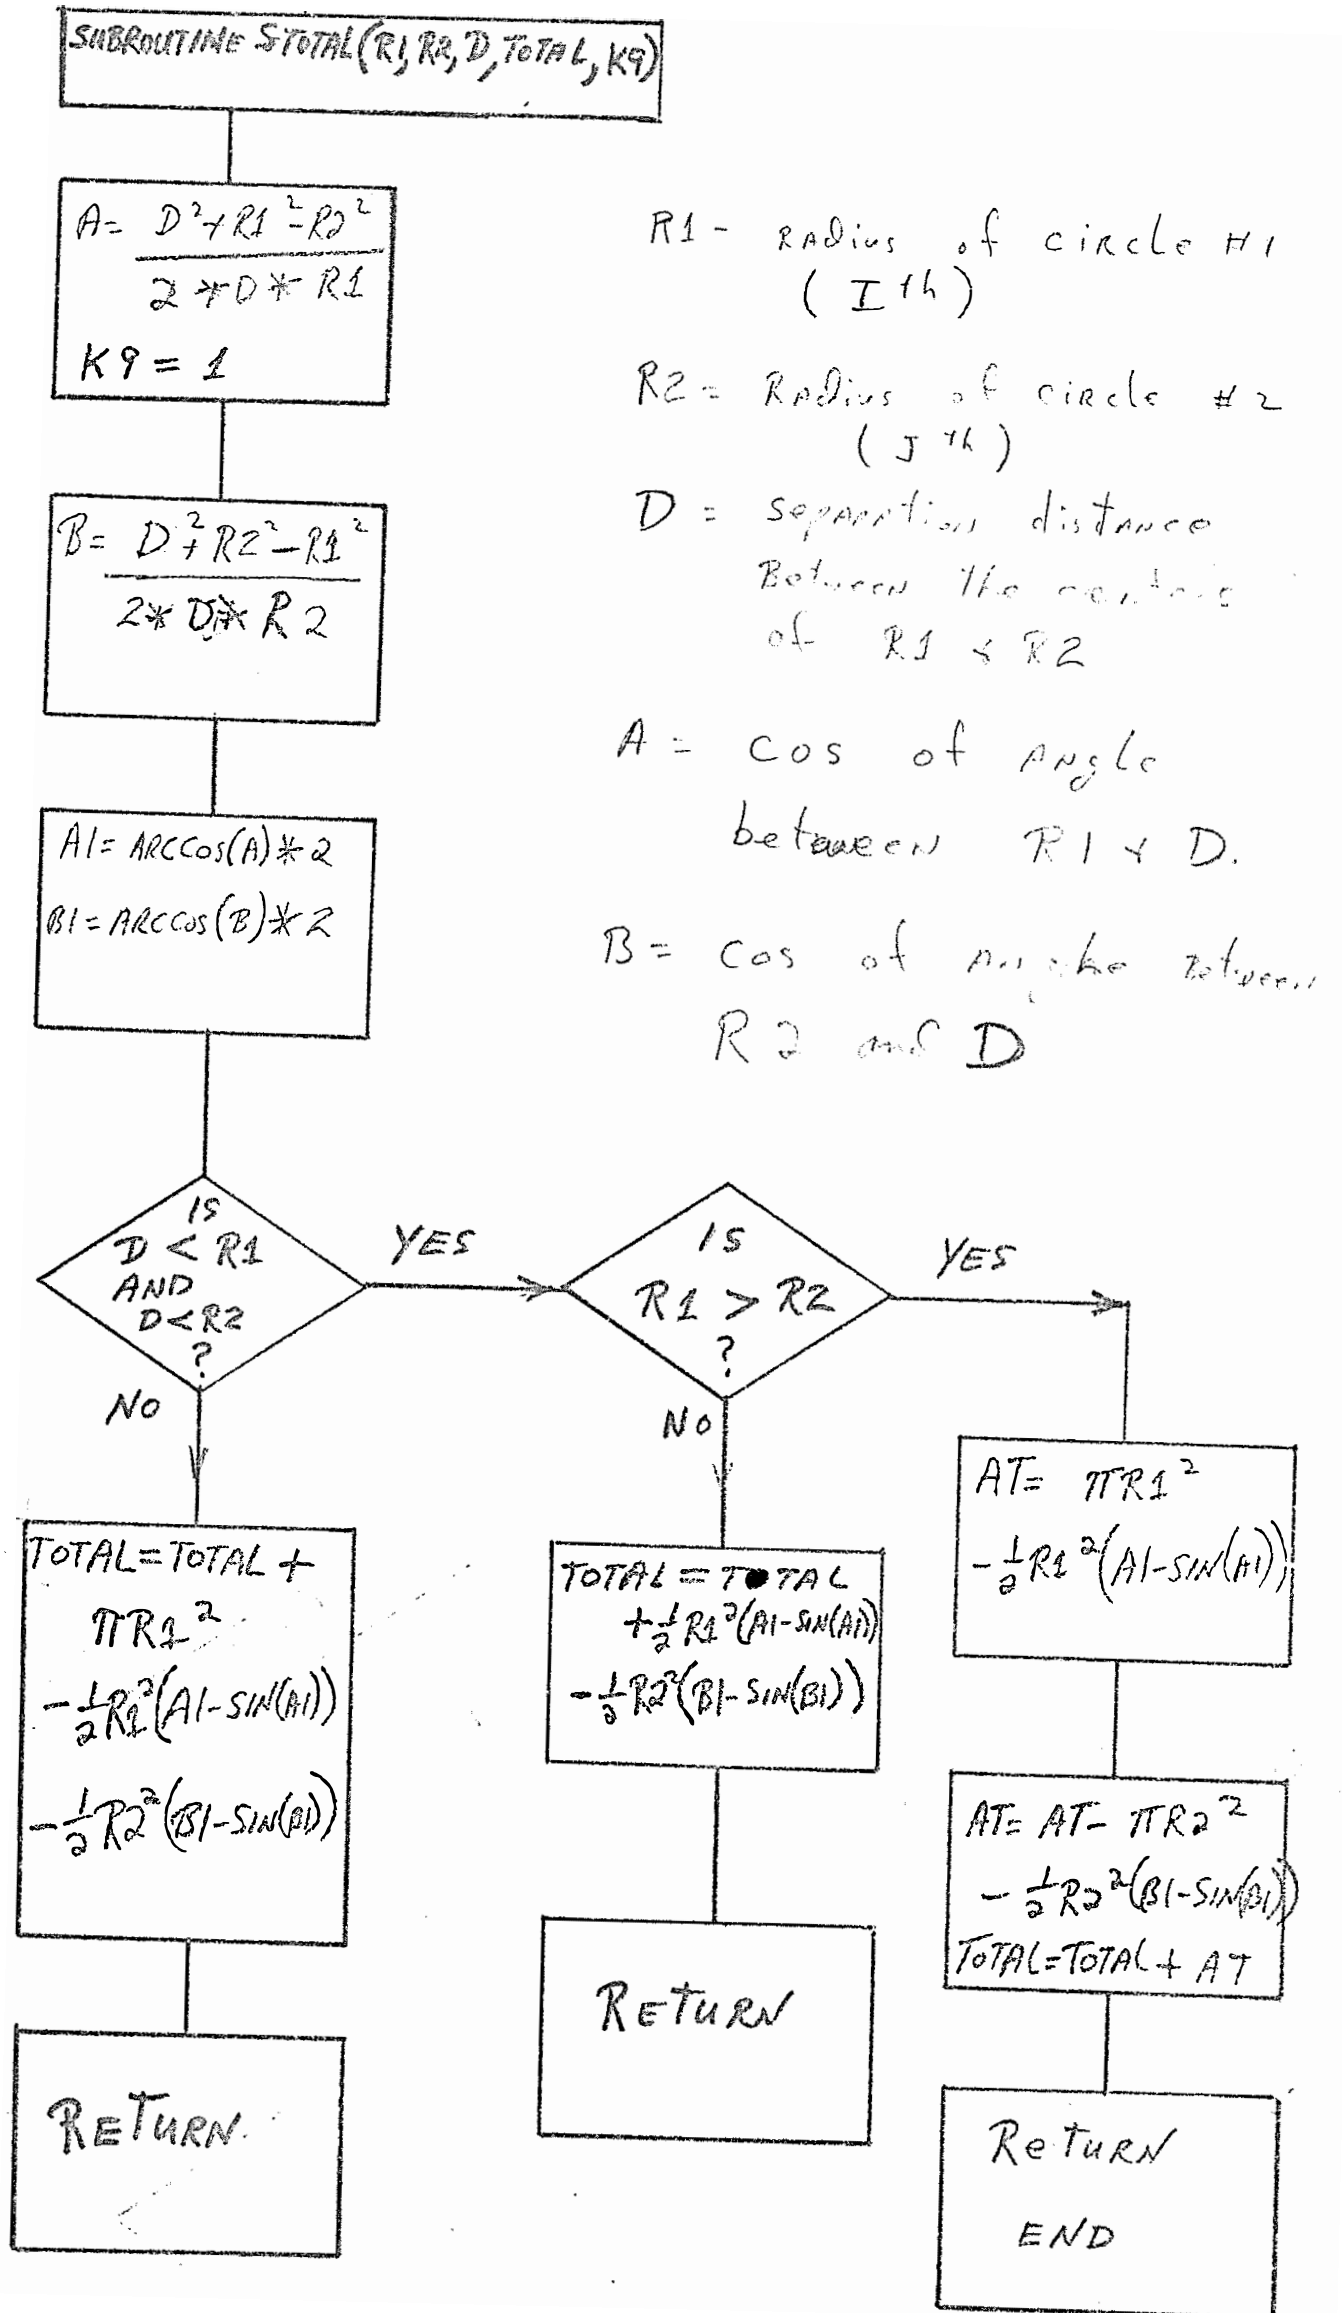 SUBROUTINE STOTAL(R1, R2, D, TOTAL, K9)
A= D²+R1²-R2²
2*D*R1
K9 = 1
B= D²+R2²-R1²
2*D*R2
A1=ARCCOS(A)*2
B1=ARCCOS(B)*2
R1 - RADius of circle #1
(Ith)
R2 = RADius of circle #2
(Jth)
D = sepARAtion distANce
Between the centers
of R1 & R2
A = cos of ANgle
between R1 & D.
B = cos of Between
R2 and D
IS
D < R1
AND
D<R2
?
YES
NO
IS
R1 > R2
?
YES
NO
TOTAL=TOTAL+
πR1²
-½R1²(A1-SIN(A1))
-½R2²(B1-SIN(B1))
RETURN.
TOTAL=TOTAL
+½R1²(A1-SIN(A1))
-½R2²(B1-SIN(B1))
RETURN
AT= πR1²
-½R1²(A1-SIN(A1))
AT= AT- πR2²
-½R2²(B1-SIN(B1))
TOTAL=TOTAL+ AT
ReTURN
END